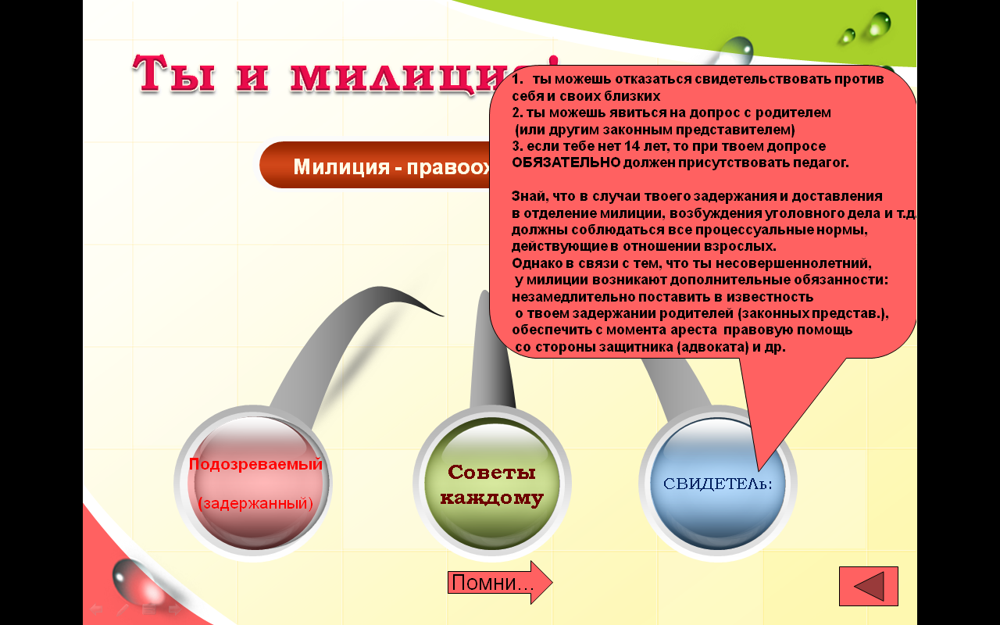 Ты и милиция!
1. ты можешь отказаться свидетельствовать против
себя и своих близких
2. ты можешь явиться на допрос с родителем
(или другим законным представителем)
3. если тебе нет 14 лет, то при твоем допросе
ОБЯЗАТЕЛЬНО должен присутствовать педагог.
Знай, что в случаи твоего задержания и доставления
в отделение милиции, возбуждения уголовного дела и т.д.
должны соблюдаться все процессуальные нормы,
действующие в отношении взрослых.
Однако в связи с тем, что ты несовершеннолетний,
у милиции возникают дополнительные обязанности:
незамедлительно поставить в известность
о твоем задержании родителей (законных представ.),
обеспечить с момента ареста правовую помощь
со стороны защитника (адвоката) и др.
Милиция -
Подозреваемый
(задержанный)
Советы
каждому
СВИДЕТЕЛЬ:
Помни...